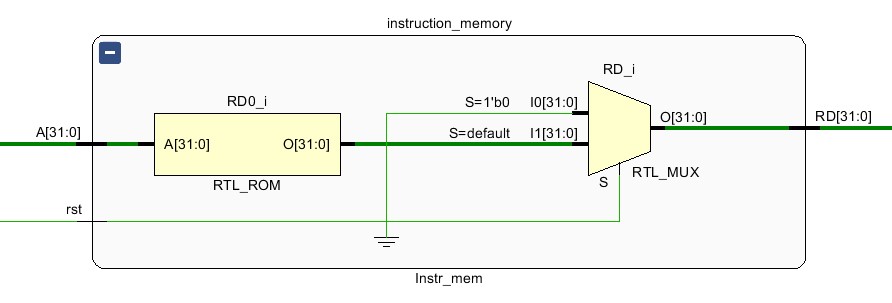 instruction_memory
RD_i
RD0_i
S=1'b0 I0[31:0]
A[31:0] A[31:0] O[31:0] S=default I1[31:0] O[31:0] RD[31:0]
RTL_ROM S RTL_MUX
rst
Instr_mem